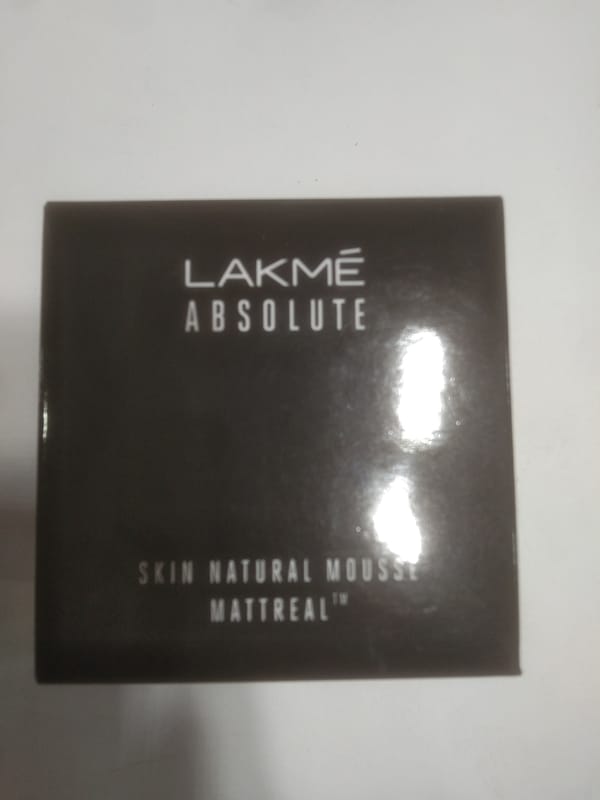 LAKMÉ
ABSOLUTE
SKIN NATURAL MOUSSE
MATTREAL™